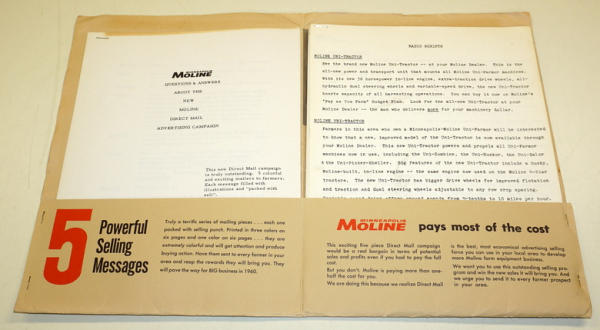 MINNEAPOLIS
MOLINE
QUESTIONS & ANSWERS
ABOUT THE
NEW
MOLINE
DIRECT MAIL
ADVERTISING CAMPAIGN
This new Direct Mail campaign
is truly outstanding. 5 colorful
and exciting mailers to farmers.
Each message filled with
illustrations and "packed with
sell".
5 Powerful
Selling
Messages
Truly a terrific series of mailing pieces . . . each one
packed with selling punch. Printed in three colors on
six pages and one color on six pages . . . they are
extremely colorful and will get attention and produce
buying action. Have them sent to every farmer in your
area and reap the rewards they will bring you. They
will pave the way for BIG business in 1960.
RADIO SCRIPTS
MOLINE UNI-TRACTOR
See the brand new Moline Uni-Tractor -- at your Moline Dealer. This is the
all-new power and transport unit that mounts all Moline Uni-Farmor machines.
With its new 56 horsepower in-line engine, extra-traction drive wheels, all-
hydraulic dual steering wheels and variable-speed drive, the new Uni-Tractor
boosts capacity of all harvesting operations. You can buy it now on Moline's
"Pay as You Farm" Budget Plan. Look for the all-new Uni-Tractor at your
Moline Dealer -- the man who delivers more for your machinery dollar.
MOLINE UNI-TRACTOR
Farmers in this area who own a Minneapolis-Moline Uni-Farmor will be interested
to know that a new, improved model of the Uni-Tractor is now available through
your Moline Dealer. This new Uni-Tractor powers and propels all Uni-Farmor
machines now in use, including the Uni-Combine, the Uni-Husker, the Uni-Balor
& the Uni-Picker-Sheller. Big features of the new Uni-Tractor include a husky,
Moline-built, in-line engine -- the same engine now used on the Moline
tractors. The new Uni-Tractor has bigger drive wheels for improved flotation
and traction and dual steering wheels adjustable to any row crop spacing.
speeds from to 10 miles per hour.
MINNEAPOLIS
MOLINE pays most of the cost
This exciting five piece Direct Mail campaign
would be a real bargain in terms of potential
sales and profits even if you had to pay the full
cost.
But you don't. Moline is paying more than one-
half the cost for you.
We are doing this because we realize Direct Mail
is the best, most economical advertising selling
force you can use in your local area to develop
more Moline farm equipment business.
We want you to use this outstanding selling pro-
gram and win the new sales it will bring you. And
we urge you to send it to every farmer prospect
in your area.